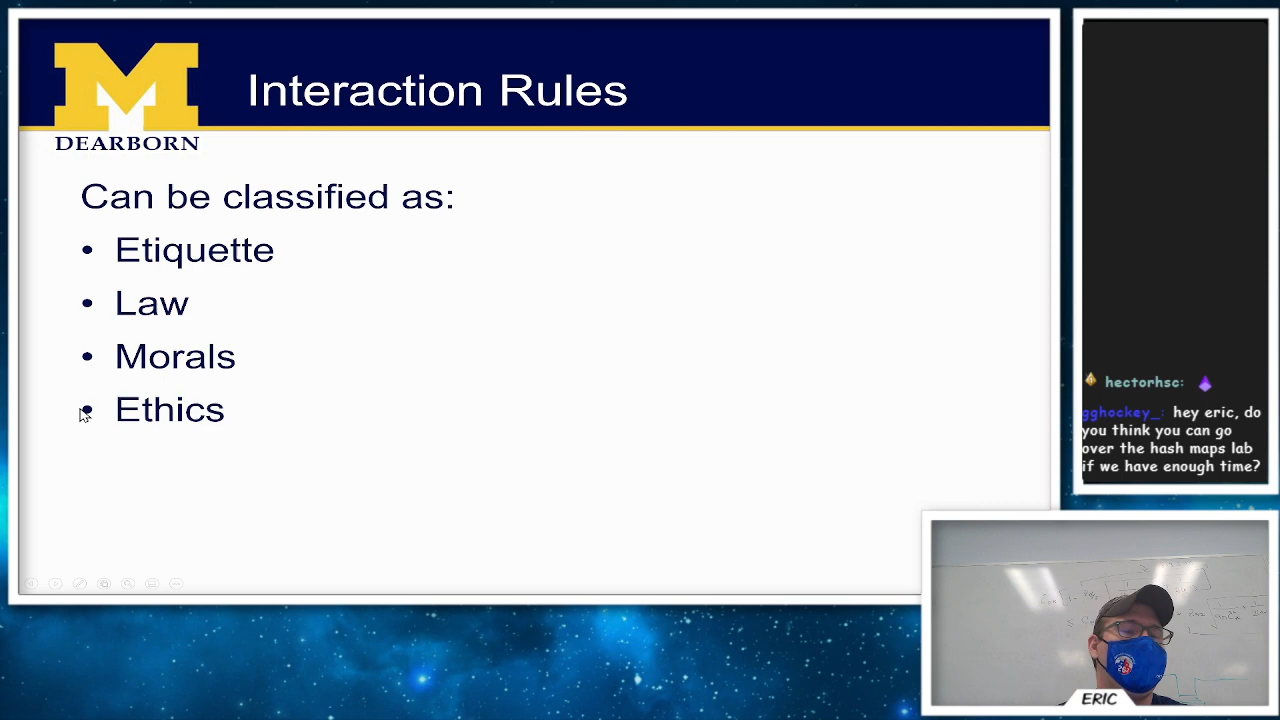 Interaction Rules
DEARBORN
Can be classified as:
• Etiquette
• Law
• Morals
• Ethics
hectorhsc:
gghockey_: hey eric, do
you think you can go
over the hash maps lab
if we have enough time?
ERIC